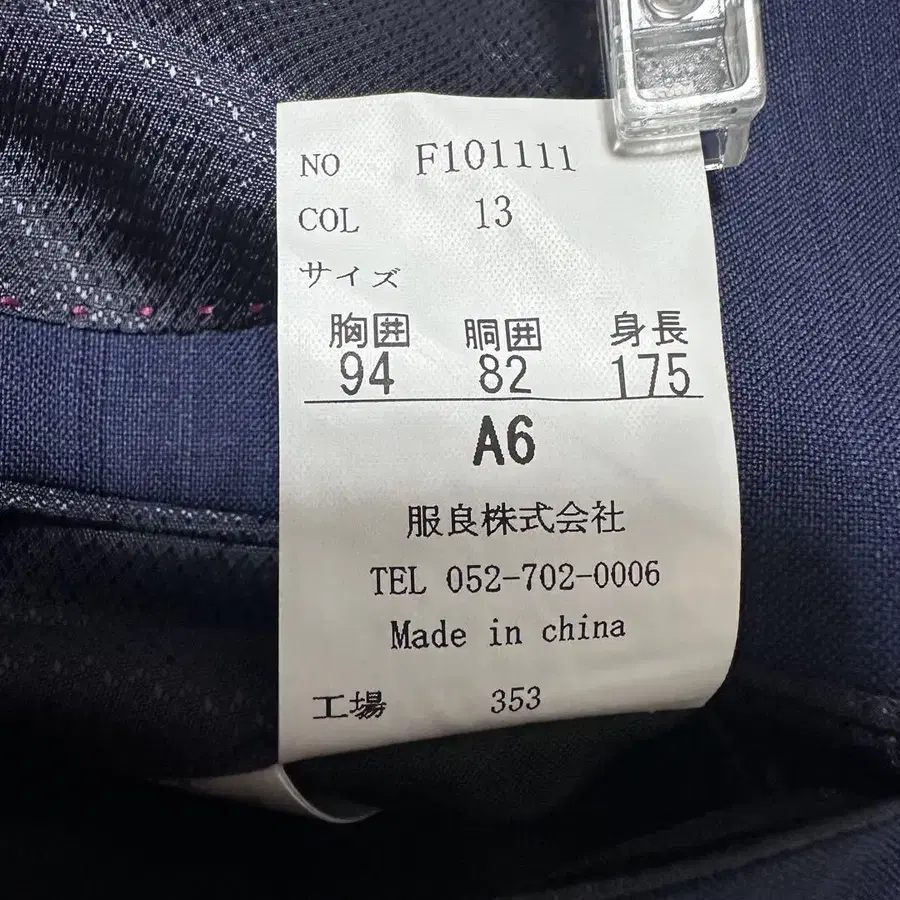 NO F101111
COL 13
サイズ
胸囲 胴囲 身長
94 82 175
A6
服良株式会社
TEL 052-702-0006
Made in china
工場 353